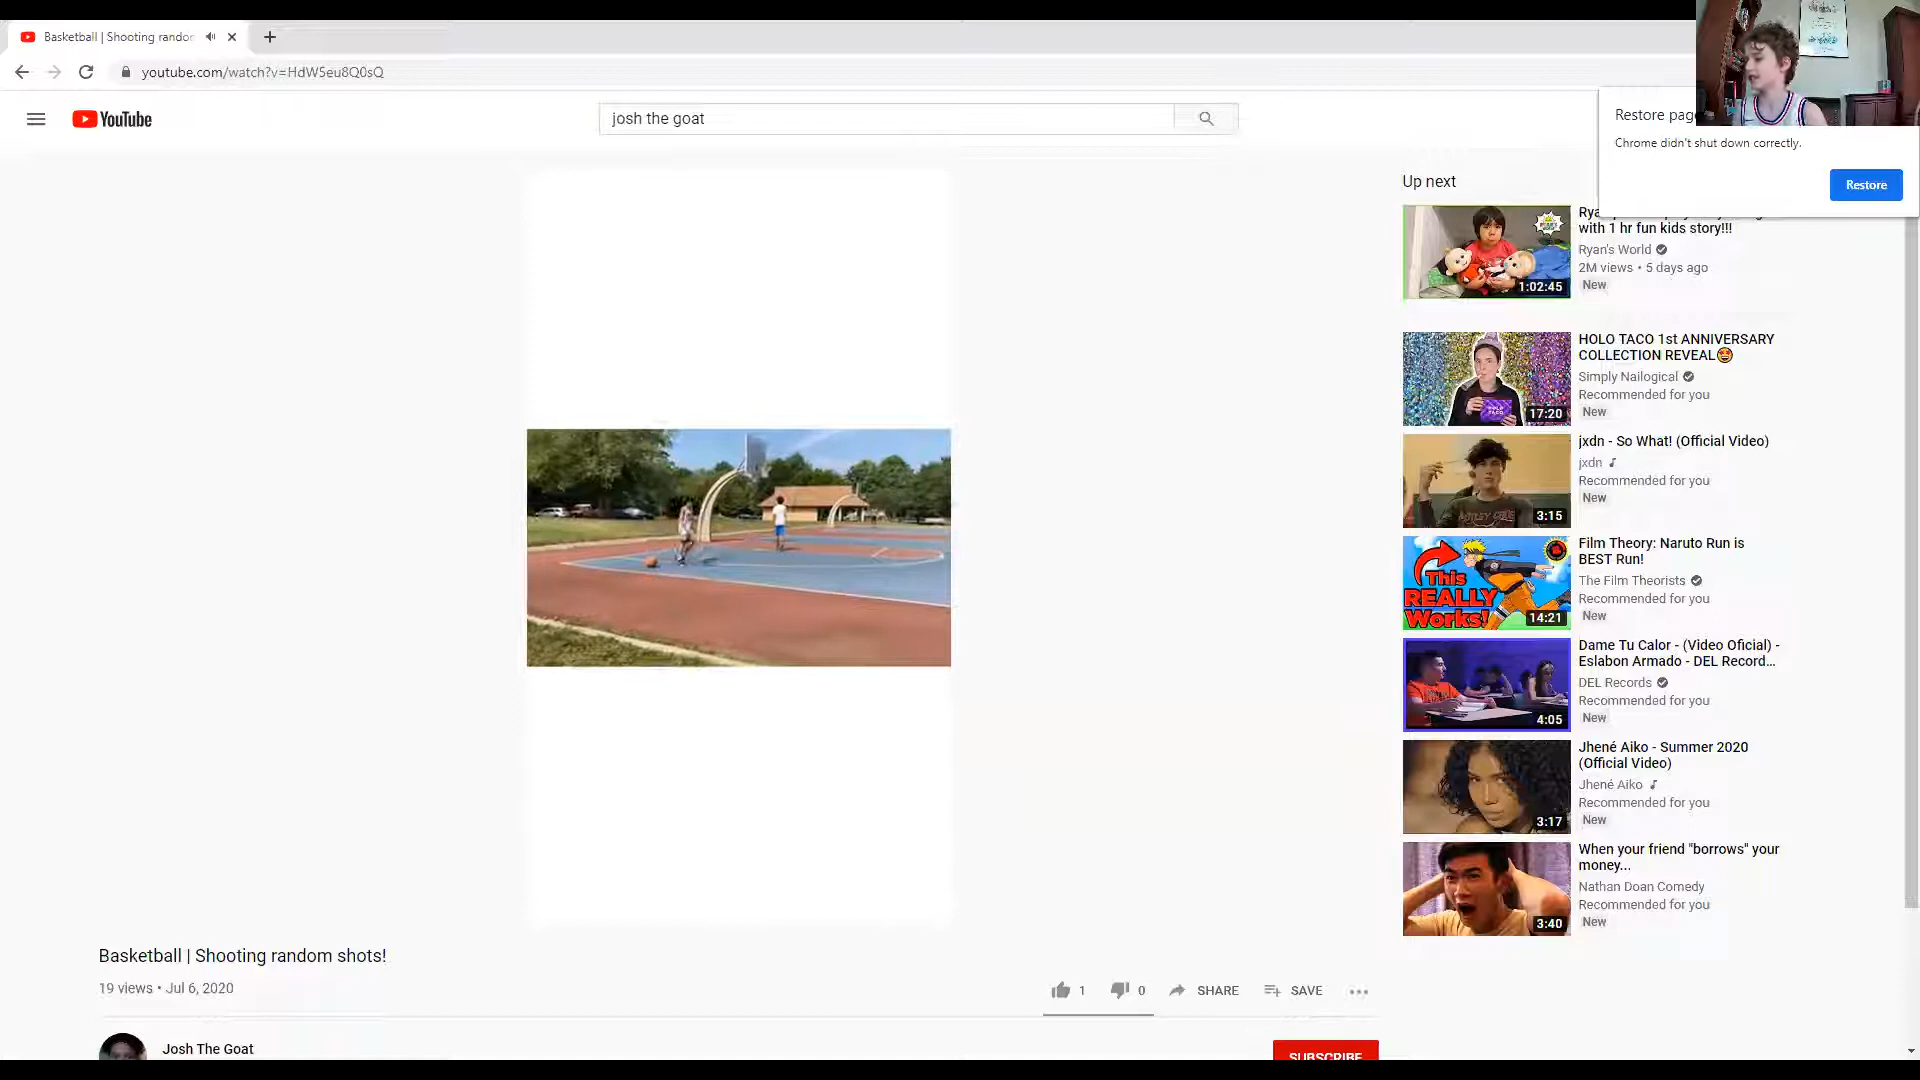 Basketball | Shooting randor
youtube.com/watch?v=HdW5eu8Q0sQ
YouTube
josh the goat
Restore pag
Chrome didn't shut down correctly.
Restore
Up next
with 1 hr fun kids story!!!
Ryan's World
2M views • 5 days ago
New
1:02:45
HOLO TACO 1st ANNIVERSARY
COLLECTION REVEAL🤩
Simply Nailogical
Recommended for you
New
HOLO TACO
17:20
jxdn - So What! (Official Video)
jxdn
Recommended for you
New
3:15
Film Theory: Naruto Run is
BEST Run!
The Film Theorists
Recommended for you
New
This
REALLY
Works!
14:21
Dame Tu Calor - (Video Oficial) -
Eslabon Armado - DEL Record...
DEL Records
Recommended for you
New
4:05
Jhené Aiko - Summer 2020
(Official Video)
Jhené Aiko
Recommended for you
New
3:17
When your friend "borrows" your
money...
Nathan Doan Comedy
Recommended for you
New
3:40
Basketball | Shooting random shots!
19 views • Jul 6, 2020
1
0
SHARE
SAVE
Josh The Goat
SUBSCRIBE